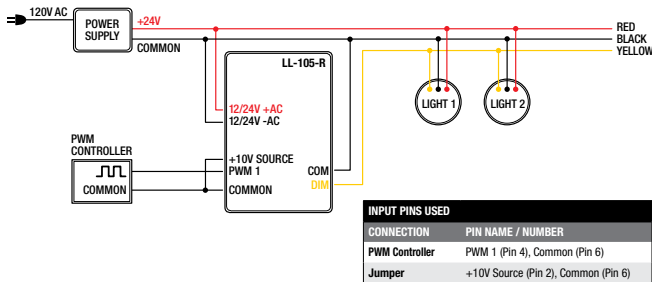 120V AC
POWER
SUPPLY
+24V
COMMON
RED
BLACK
YELLOW
LL-105-R
12/24V +AC
12/24V -AC
LIGHT 1
LIGHT 2
PWM
CONTROLLER
COMMON
+10V SOURCE
PWM 1
COMMON
COM
DIM
INPUT PINS USED
CONNECTION PIN NAME / NUMBER
PWM Controller PWM 1 (Pin 4), Common (Pin 6)
Jumper +10V Source (Pin 2), Common (Pin 6)